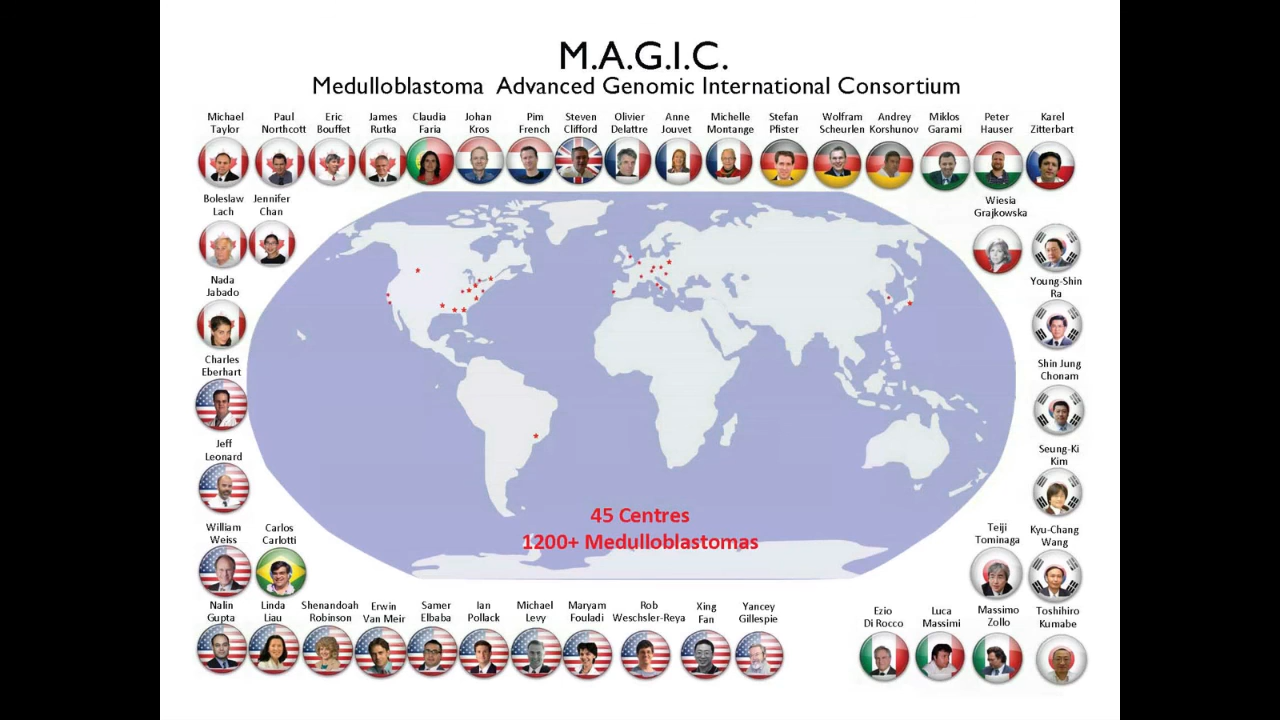 M.A.G.I.C.
Medulloblastoma Advanced Genomic International Consortium
Michael Taylor
Paul Northcott
Eric Bouffet
James Rutka
Claudia Faria
Johan Kros
Pim French
Steven Clifford
Olivier Delattre
Anne Jouvet
Michelle Montange
Stefan Pfister
Wolfram Scheurlen
Andrey Korshunov
Miklos Garami
Peter Hauser
Karel Zitterbart
Boleslaw Lach
Jennifer Chan
Wiesia Grajkowska
Nada Jabado
Young-Shin Ra
Charles Eberhart
Shin Jung Chonam
Jeff Leonard
Seung-Ki Kim
William Weiss
Carlos Carlotti
45 Centres
1200+ Medulloblastomas
Teiji Tominaga
Kyu-Chang Wang
Nalin Gupta
Linda Liau
Shenandoah Robinson
Erwin Van Meir
Samer Elbaba
Ian Pollack
Michael Levy
Maryam Fouladi
Rob Weschsler-Reya
Xing Fan
Yancey Gillespie
Ezio Di Rocco
Luca Massimi
Massimo Zollo
Toshihiro Kumabe